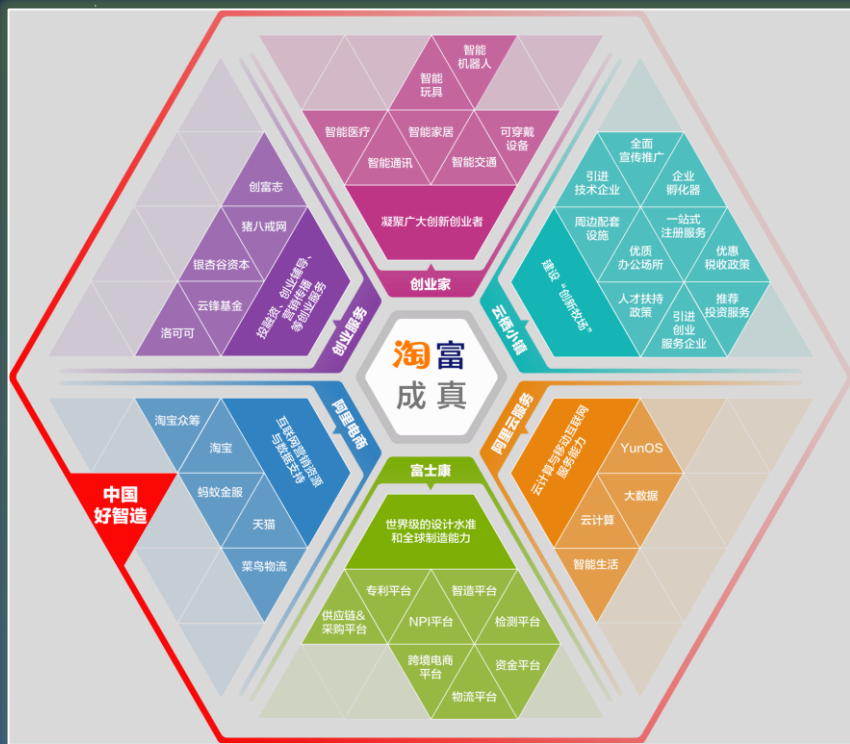 智能
机器人
智能
玩具
智能医疗
智能家居
可穿戴
设备
智能通讯
智能交通
凝聚广大创新创业者
创业家
全面
宣传推广
引进
技术企业
企业
孵化器
周边配套
设施
一站式
注册服务
优质
办公场所
优惠
税收政策
人才扶持
政策
引进
创业
服务企业
推荐
投资服务
建设“创新牧场”
云栖小镇
创富志
猪八戒网
银杏谷资本
云锋基金
洛可可
投融资、创业辅导、
营销传播
等创业服务
创业服务
淘富
成真
淘宝众筹
淘宝
蚂蚁金服
天猫
菜鸟物流
互联网营销资源
与数据支持
阿里电商
中国
好智造
阿里云服务
云计算与移动互联网
服务能力
YunOS
大数据
云计算
智能生活
富士康
世界级的设计水准
和全球制造能力
专利平台
智造平台
供应链&
采购平台
NPI平台
检测平台
跨境电商
平台
资金平台
物流平台